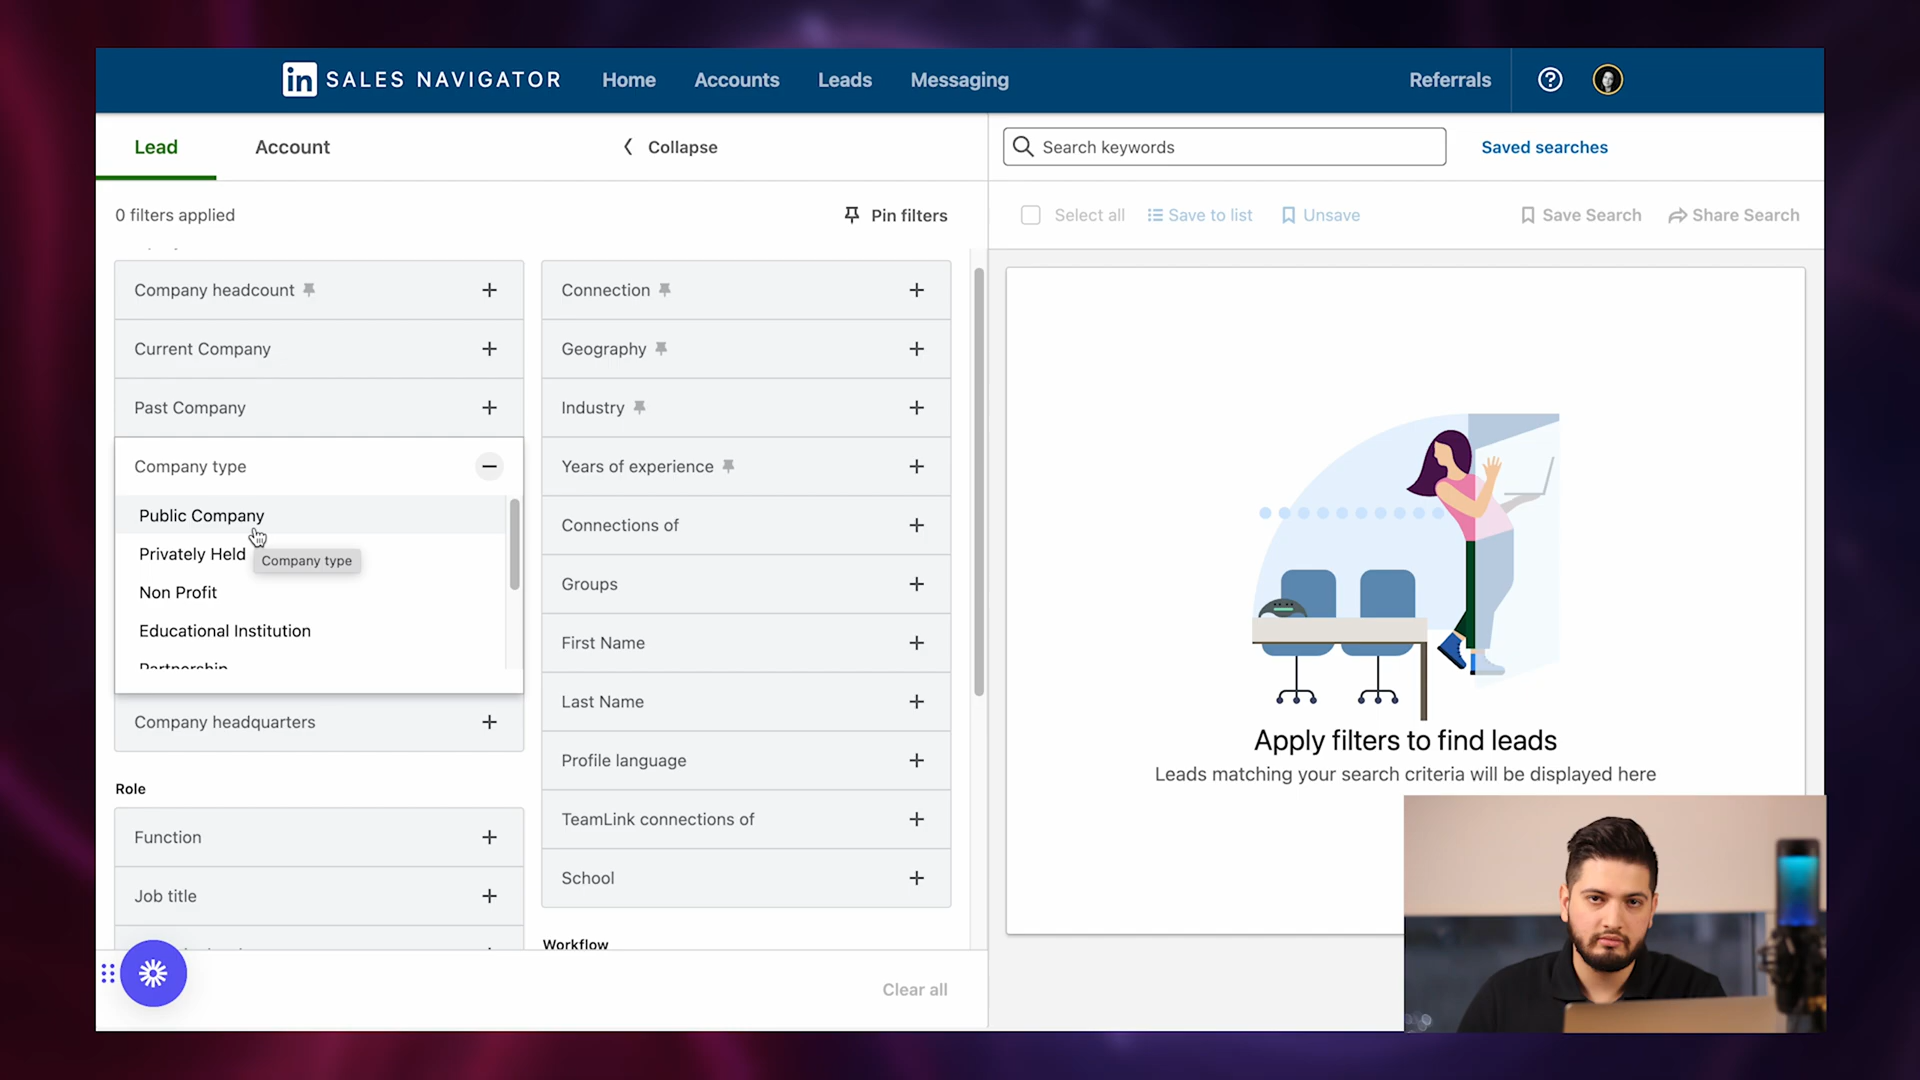 in SALES NAVIGATOR
Home
Accounts
Leads
Messaging
Referrals
Lead
Account
Collapse
Search keywords
Saved searches
0 filters applied
Pin filters
Select all
Save to list
Unsave
Save Search
Share Search
Company headcount
Current Company
Past Company
Company type
Public Company
Privately Held
Company type
Non Profit
Educational Institution
Partnership
Company headquarters
Role
Function
Job title
Connection
Geography
Industry
Years of experience
Connections of
Groups
First Name
Last Name
Profile language
TeamLink connections of
School
Workflow
Clear all
Apply filters to find leads
Leads matching your search criteria will be displayed here